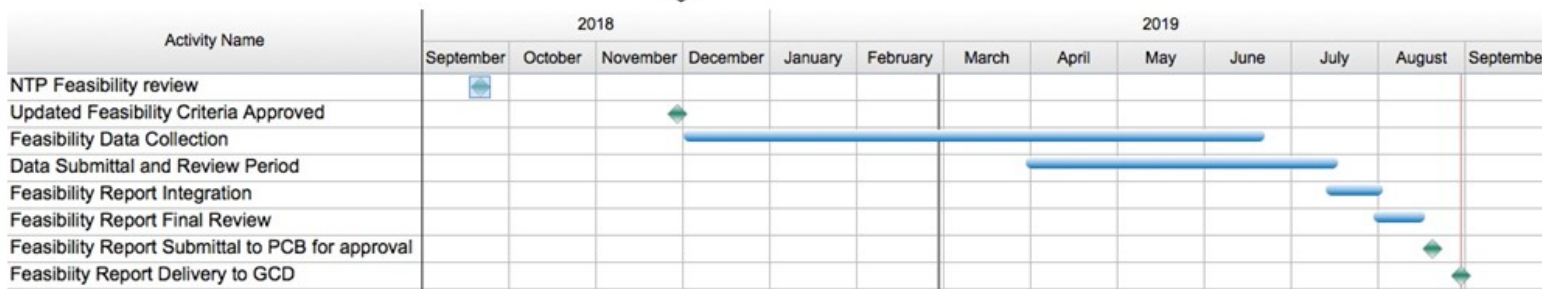 2018 2019
Activity Name
September October November December January February March April May June July August Septembe
NTP Feasibility review
Updated Feasibility Criteria Approved
Feasibility Data Collection
Data Submittal and Review Period
Feasibility Report Integration
Feasibility Report Final Review
Feasibility Report Submittal to PCB for approval
Feasibiity Report Delivery to GCD